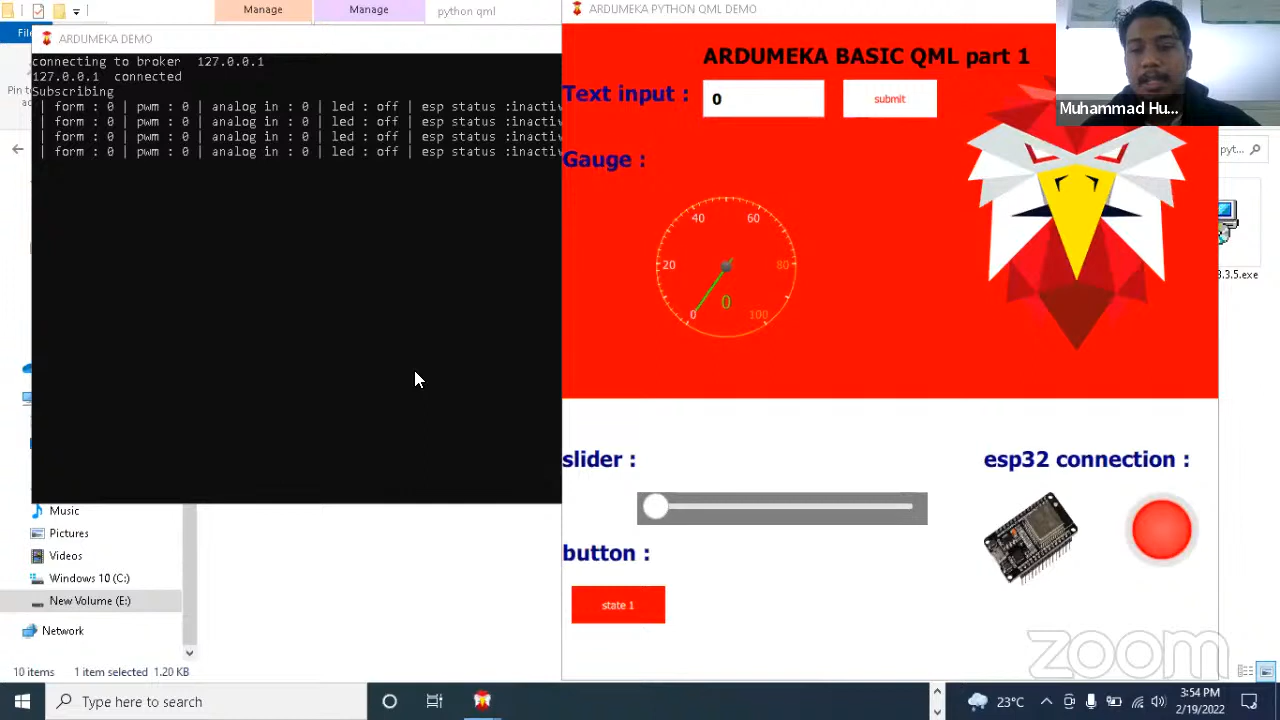 Manage
Manage
python qml
File
ARDUMEKA DEMO
connecting to broker 127.0.0.1
127.0.0.1 connected
Subscribing
| form : 0 | pwm : 0 | analog in : 0 | led : off | esp status :inactiv
| form : 0 | pwm : 0 | analog in : 0 | led : off | esp status :inactiv
| form : 0 | pwm : 0 | analog in : 0 | led : off | esp status :inactiv
| form : 0 | pwm : 0 | analog in : 0 | led : off | esp status :inactiv
ARDUMEKA PYTHON QML DEMO
ARDUMEKA BASIC QML part 1
Text input : 0 submit
Gauge :
40 60
20 80
0
0 100
slider :
esp32 connection :
button :
state 1
Muhammad Hu...
pyt...
3.5.exe
Pin t
Music
Pictures
Videos
Windows 10 (C:)
New Volume (E:)
Network
10 items 1 item selected 1.20 KB
zoom
Type here to search
23°C
3:54 PM
2/19/2022